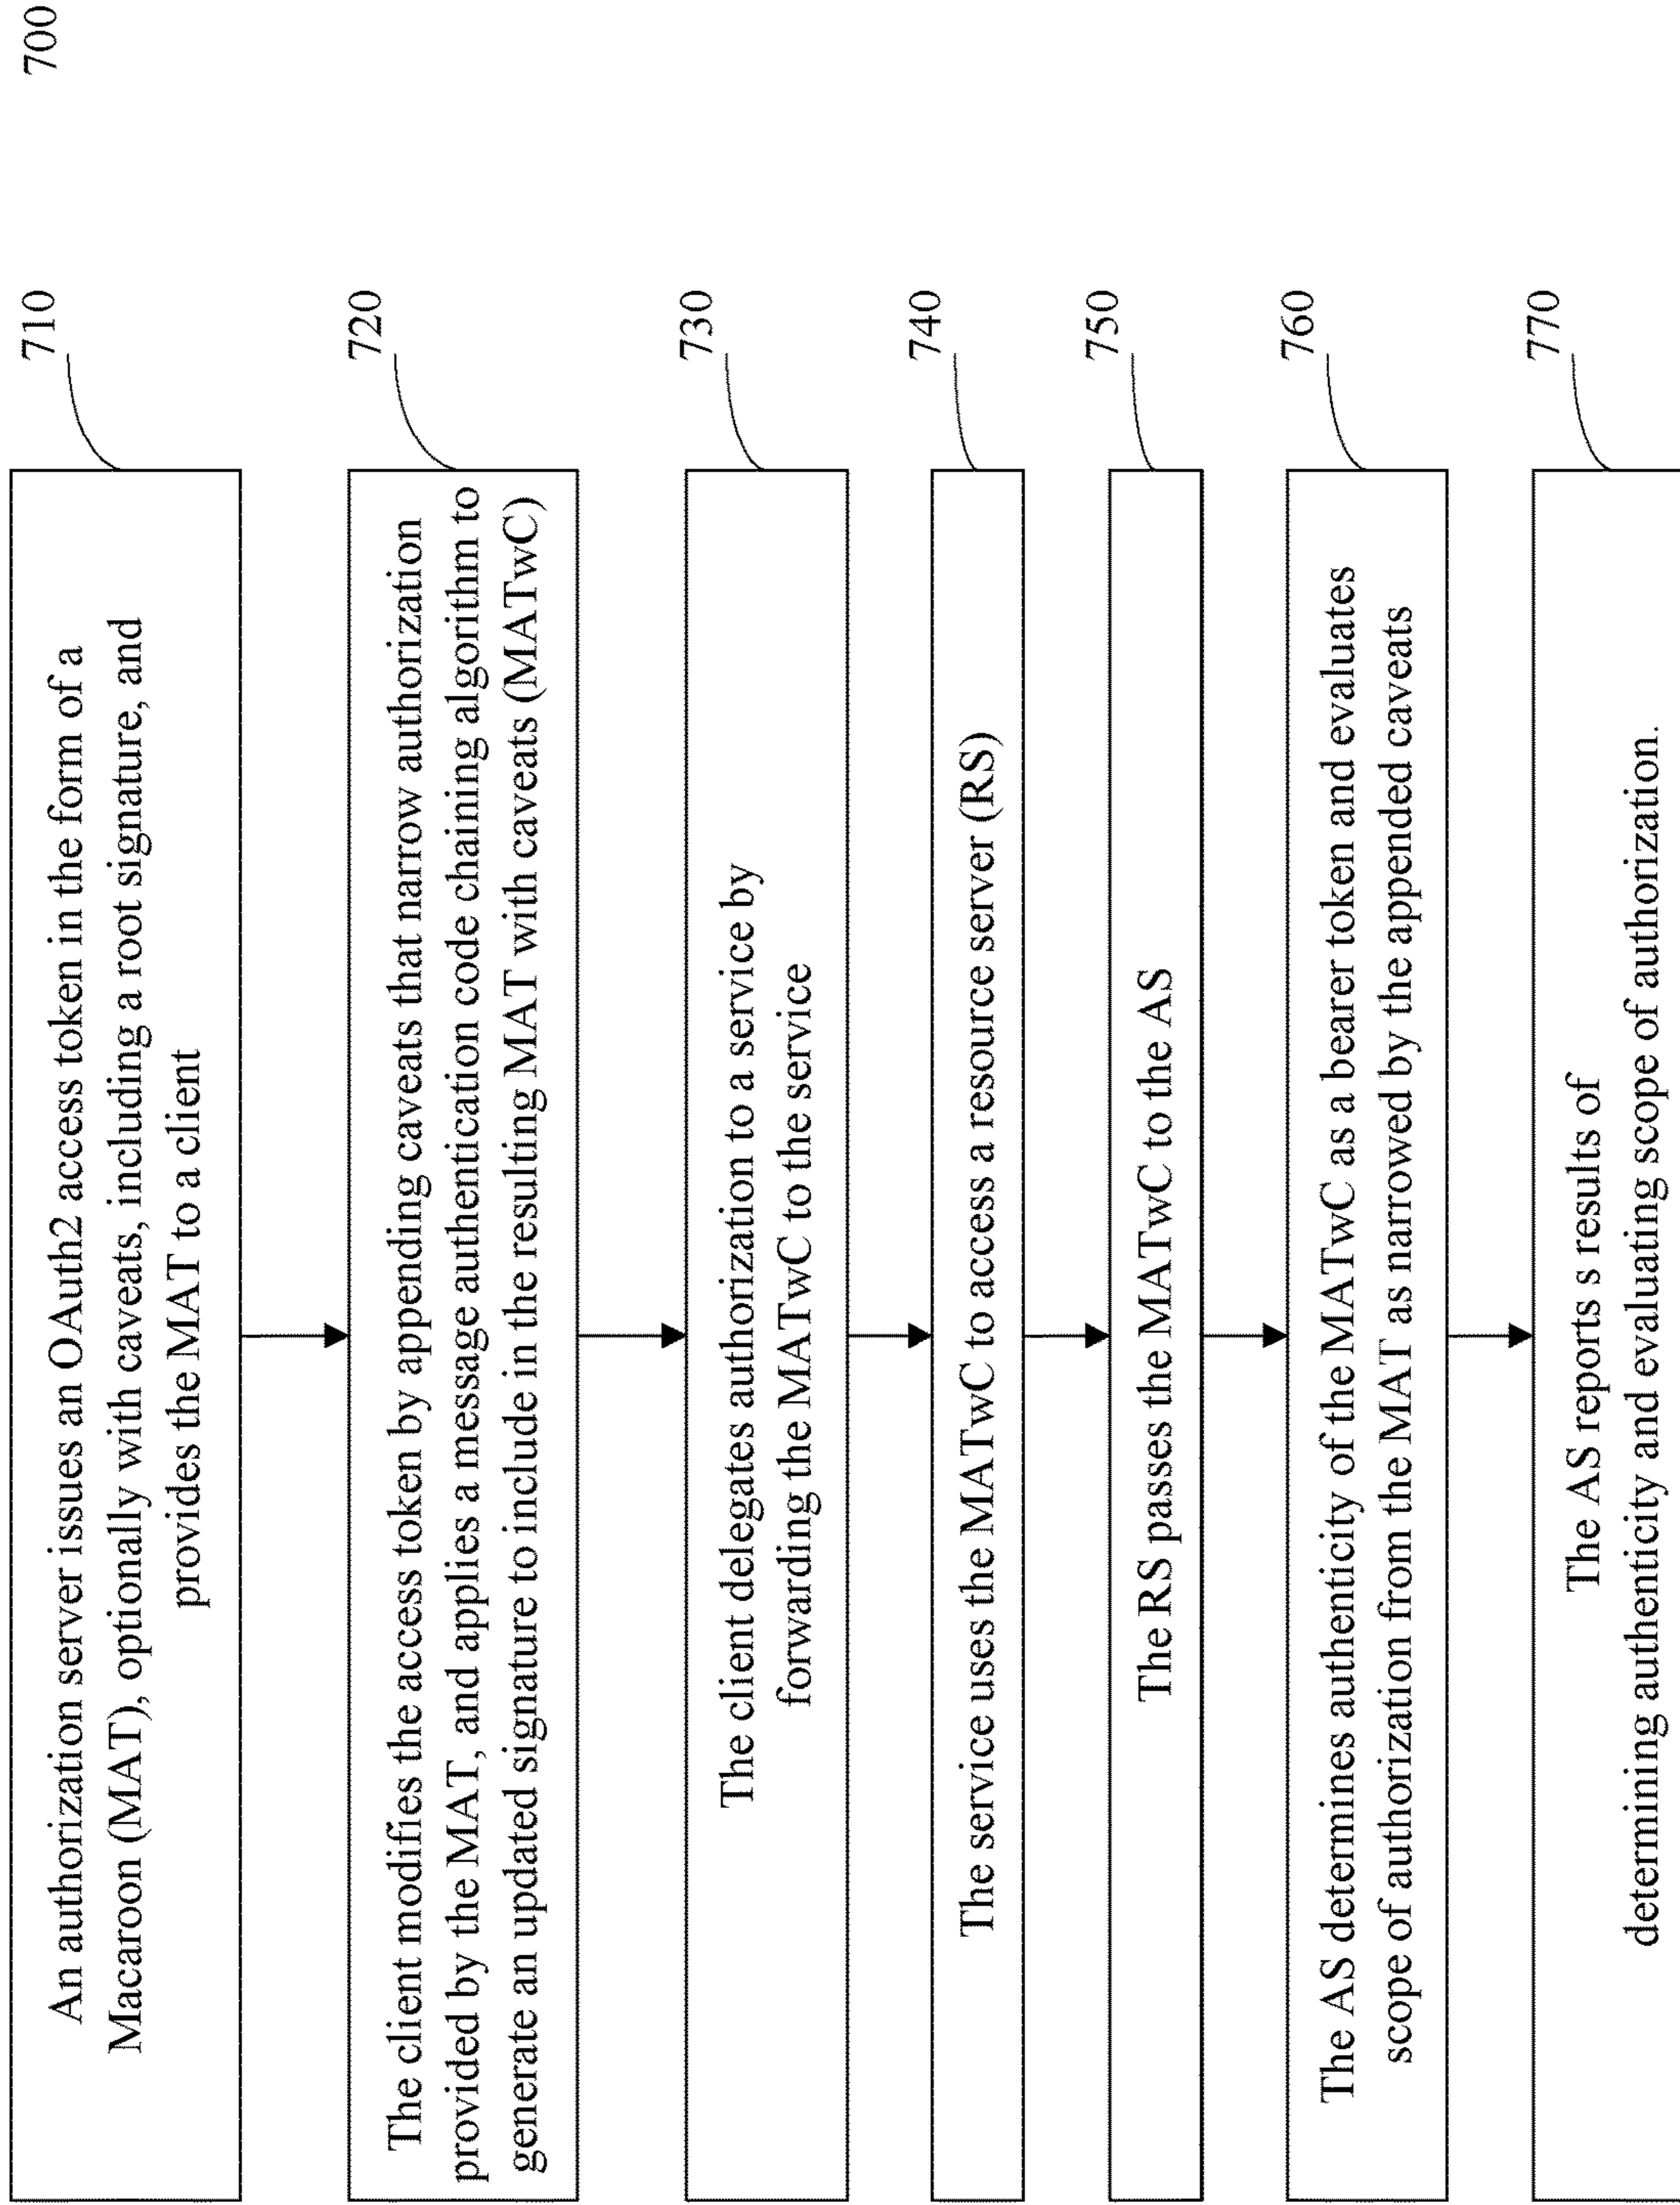 700
710
An authorization server issues an OAuth2 access token in the form of a
Macaroon (MAT), optionally with caveats, including a root signature, and
provides the MAT to a client
720
The client modifies the access token by appending caveats that narrow authorization
provided by the MAT, and applies a message authentication code chaining algorithm to
generate an updated signature to include in the resulting MAT with caveats (MATwC)
730
The client delegates authorization to a service by
forwarding the MATwC to the service
740
The service uses the MATwC to access a resource server (RS)
750
The RS passes the MATwC to the AS
760
The AS determines authenticity of the MATwC as a bearer token and evaluates
scope of authorization from the MAT as narrowed by the appended caveats
770
The AS reports s results of
determining authenticity and evaluating scope of authorization.